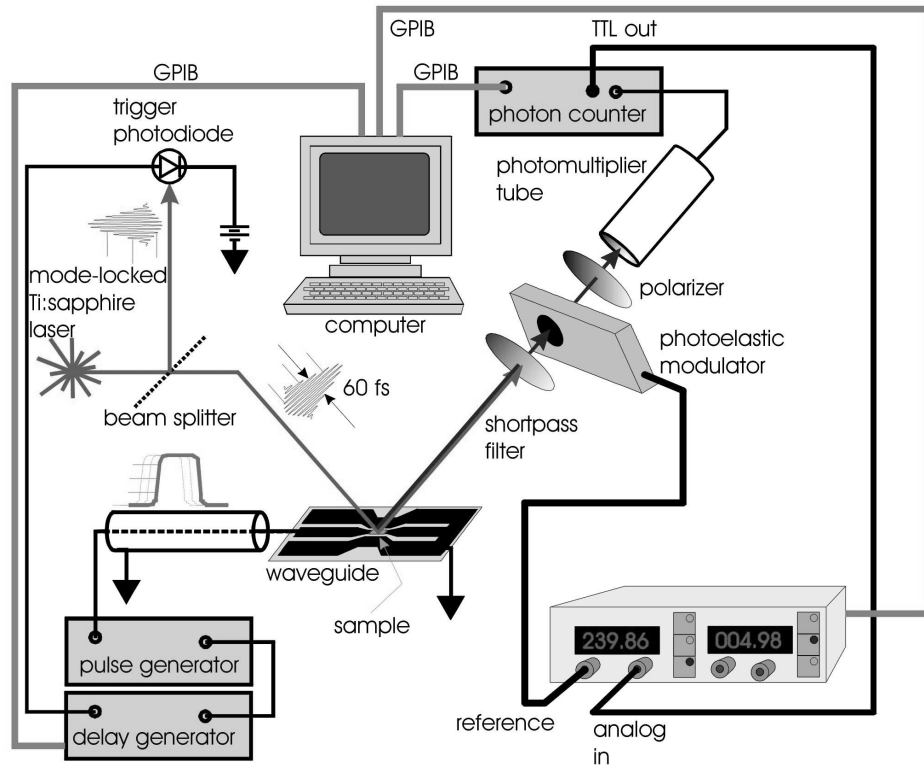 GPIB
TTL out
GPIB
GPIB
trigger
photodiode
photon counter
photomultiplier
tube
mode-locked
Ti:sapphire
laser
polarizer
computer
photoelastic
modulator
60 fs
beam splitter
shortpass
filter
waveguide
sample
pulse generator
239.86
004.98
delay generator
reference
analog
in